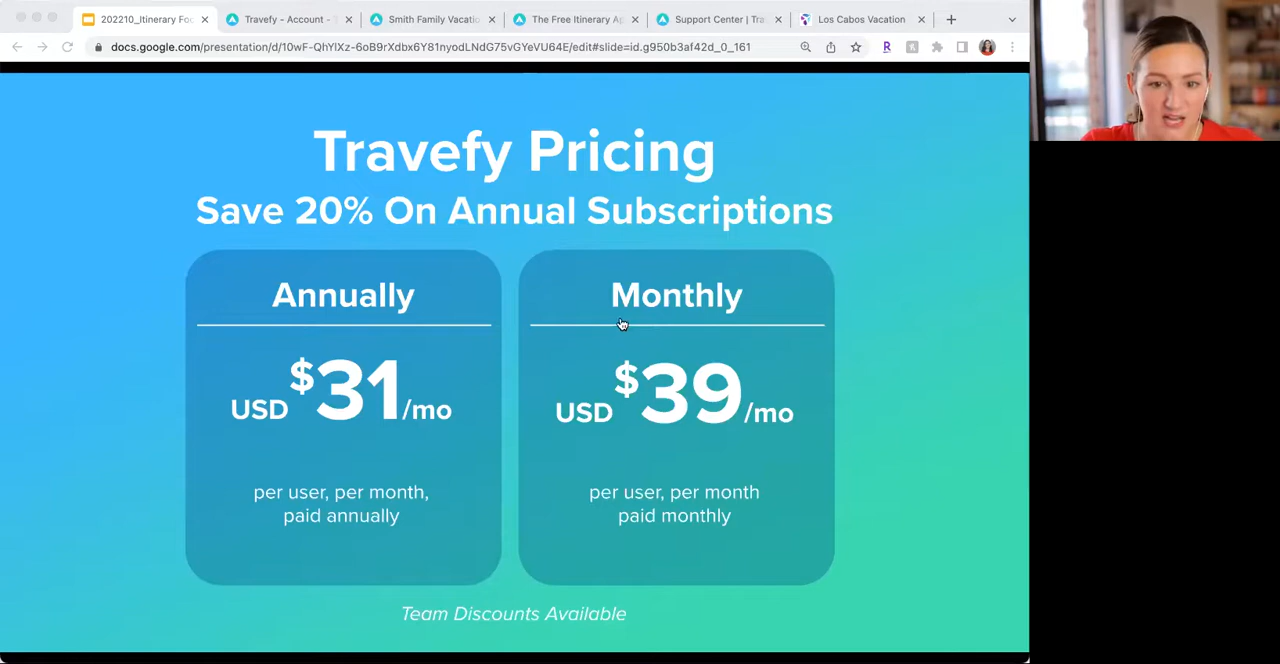 202210_Itinerary Fo
Travefy - Account -
Smith Family Vacatio
The Free Itinerary Ap
Support Center | Tra
Los Cabos Vacation
docs.google.com/presentation/d/10wF-QhYlXz-6oB9rXdbx6Y81nyodLNdG75vGYeVU64E/edit#slide=id.g950b3af42d_0_161
R
Travefy Pricing
Save 20% On Annual Subscriptions
Annually
USD $31/mo
per user, per month,
paid annually
Monthly
USD $39/mo
per user, per month
paid monthly
Team Discounts Available